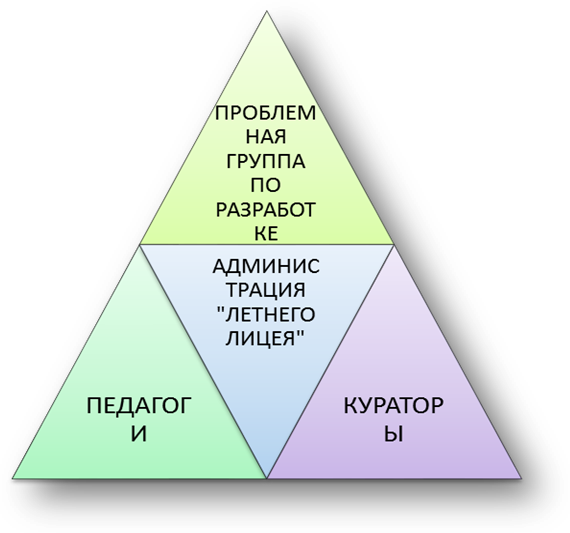 ПРОБЛЕМ
НАЯ
ГРУППА
ПО
РАЗРАБОТ
КЕ
АДМИНИС
ТРАЦИЯ
"ЛЕТНЕГО
ЛИЦЕЯ"
ПЕДАГОГ
И
КУРАТОР
Ы